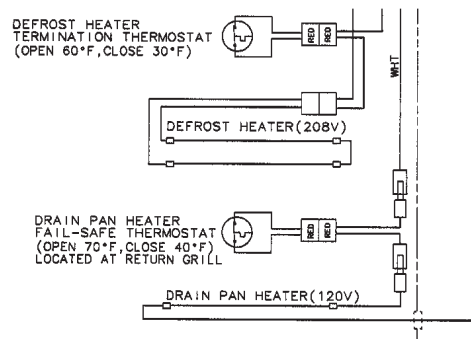 DEFROST HEATER
TERMINATION THERMOSTAT
(OPEN 60°F,CLOSE 30°F)
RED RED
WHT
DEFROST HEATER(208V)
DRAIN PAN HEATER
FAIL-SAFE THERMOSTAT
(OPEN 70°F,CLOSE 40°F)
LOCATED AT RETURN GRILL
RED RED
DRAIN PAN HEATER(120V)